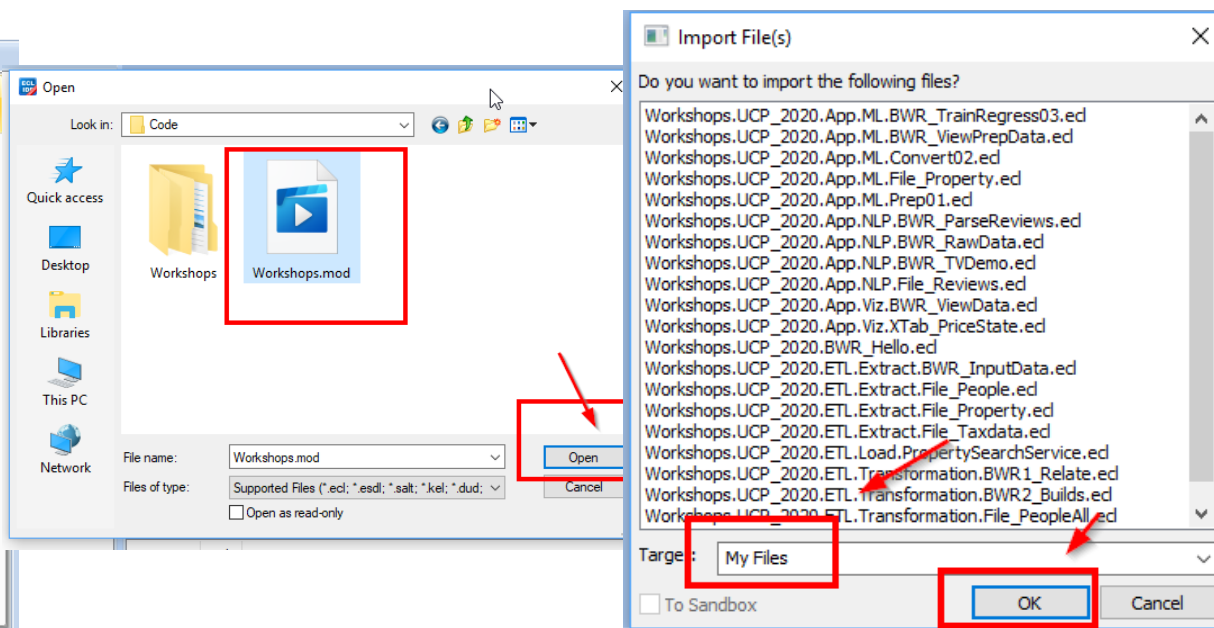 ECL
IDE
Open
Look in:
Code
Quick access
Desktop
Libraries
This PC
Network
Workshops
Workshops.mod
File name:
Workshops.mod
Open
Files of type:
Supported Files (*.ecl; *.esdl; *.salt; *.kel; *.dud;
Cancel
Open as read-only
Import File(s)
Do you want to import the following files?
Workshops.UCP_2020.App.ML.BWR_TrainRegress03.ecl
Workshops.UCP_2020.App.ML.BWR_ViewPrepData.ecl
Workshops.UCP_2020.App.ML.Convert02.ecl
Workshops.UCP_2020.App.ML.File_Property.ecl
Workshops.UCP_2020.App.ML.Prep01.ecl
Workshops.UCP_2020.App.NLP.BWR_ParseReviews.ecl
Workshops.UCP_2020.App.NLP.BWR_RawData.ecl
Workshops.UCP_2020.App.NLP.BWR_TVDemo.ecl
Workshops.UCP_2020.App.NLP.File_Reviews.ecl
Workshops.UCP_2020.App.Viz.BWR_ViewData.ecl
Workshops.UCP_2020.App.Viz.XTab_PriceState.ecl
Workshops.UCP_2020.BWR_Hello.ecl
Workshops.UCP_2020.ETL.Extract.BWR_InputData.ecl
Workshops.UCP_2020.ETL.Extract.File_People.ecl
Workshops.UCP_2020.ETL.Extract.File_Property.ecl
Workshops.UCP_2020.ETL.Extract.File_Taxdata.ecl
Workshops.UCP_2020.ETL.Load.PropertySearchService.ecl
Workshops.UCP_2020.ETL.Transformation.BWR1_Relate.ecl
Workshops.UCP_2020.ETL.Transformation.BWR2_Builds.ecl
Workshops.UCP_2020.ETL.Transformation.File_PeopleAll.ecl
Target:
My Files
To Sandbox
OK
Cancel